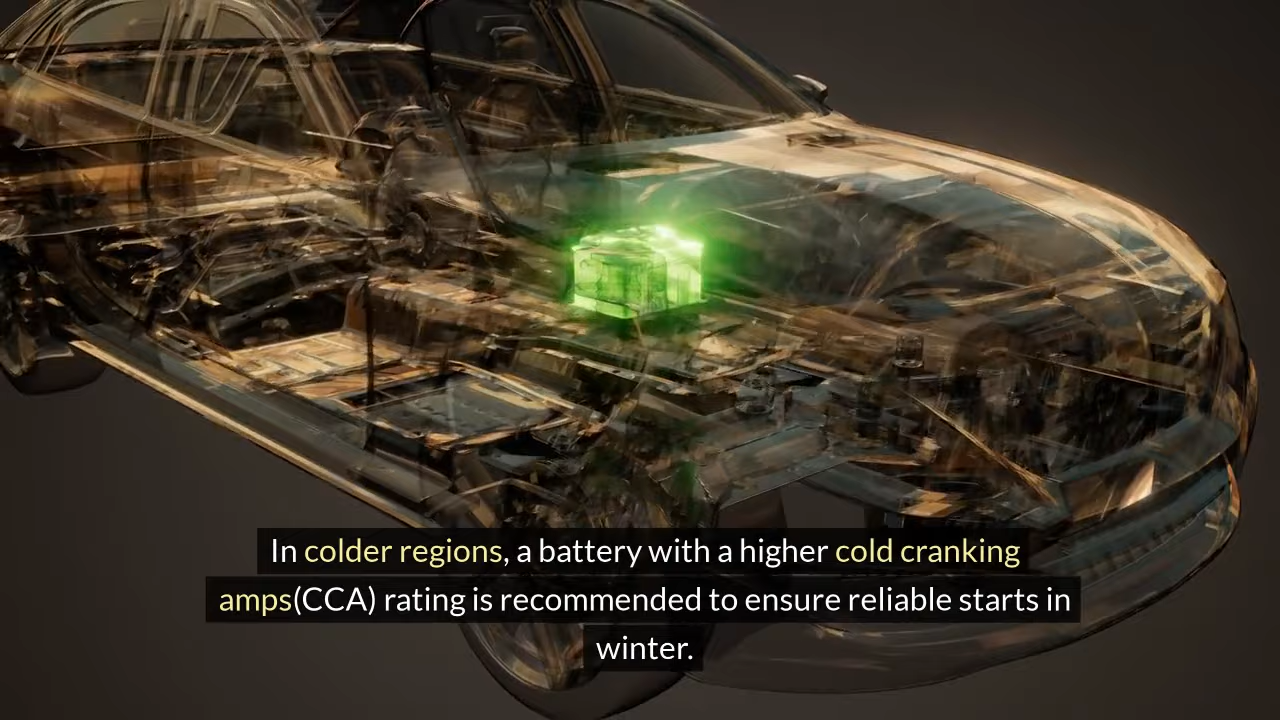 In colder regions, a battery with a higher cold cranking
amps(CCA) rating is recommended to ensure reliable starts in
winter.